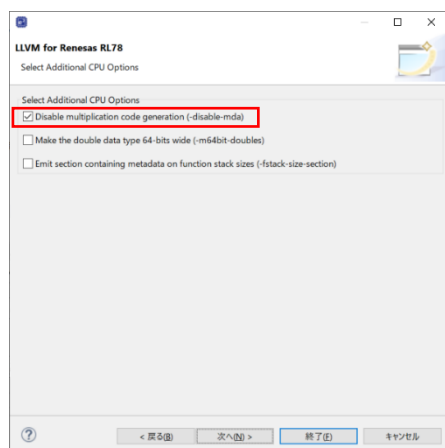 LLVM for Renesas RL78
Select Additional CPU Options
Select Additional CPU Options
Disable multiplication code generation (-disable-mda)
Make the double data type 64-bits wide (-m64bit-doubles)
Emit section containing metadata on function stack sizes (-fstack-size-section)
< 戻る(B) 次へ(N) > 終了(F) キャンセル